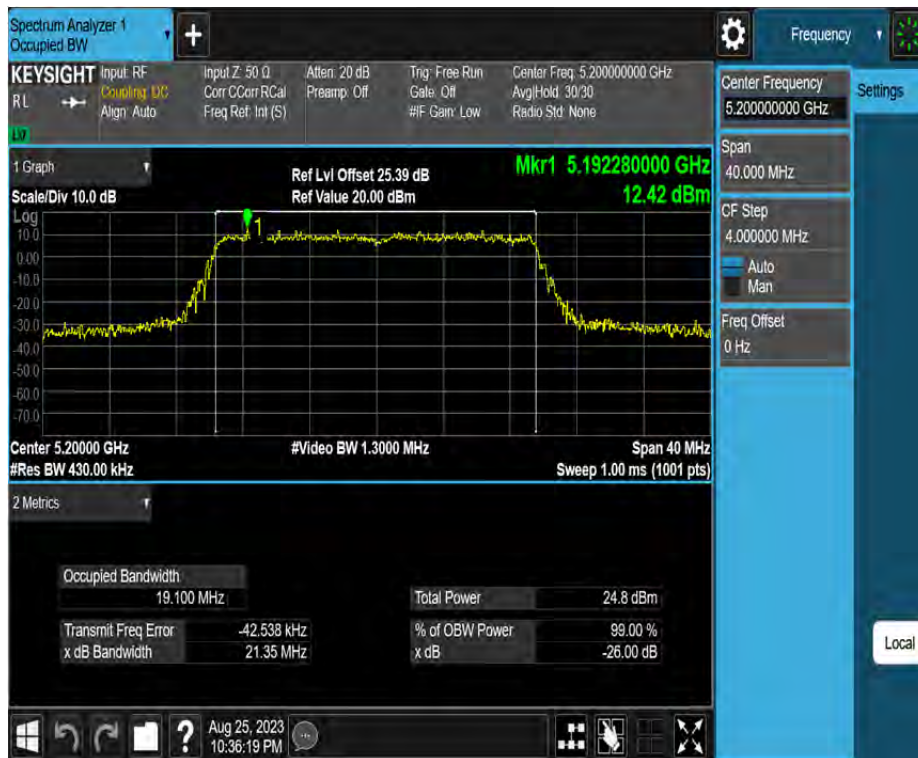 Spectrum Analyzer 1
Occupied BW
Frequency
KEYSIGHT
RL
Input: RF
Coupling: DC
Align: Auto
Input Z: 50 Ω
Corr CCorr RCal
Freq Ref: Int (S)
Atten: 20 dB
Preamp: Off
Trig: Free Run
Gate: Off
#IF Gain: Low
Center Freq: 5.200000000 GHz
Avg|Hold: 30/30
Radio Std: None
1 Graph
Scale/Div 10.0 dB
Ref Lvl Offset 25.39 dB
Ref Value 20.00 dBm
Mkr1 5.192280000 GHz
12.42 dBm
Log
10.0
0.00
-10.0
-20.0
-30.0
-40.0
-50.0
-60.0
-70.0
1
Center 5.20000 GHz
#Res BW 430.00 kHz
#Video BW 1.3000 MHz
Span 40 MHz
Sweep 1.00 ms (1001 pts)
2 Metrics
Occupied Bandwidth
19.100 MHz
Transmit Freq Error -42.538 kHz
x dB Bandwidth 21.35 MHz
Total Power 24.8 dBm
% of OBW Power 99.00 %
x dB -26.00 dB
Center Frequency
5.200000000 GHz
Span
40.000 MHz
CF Step
4.000000 MHz
Auto
Man
Freq Offset
0 Hz
Settings
Local
Aug 25, 2023
10:36:19 PM